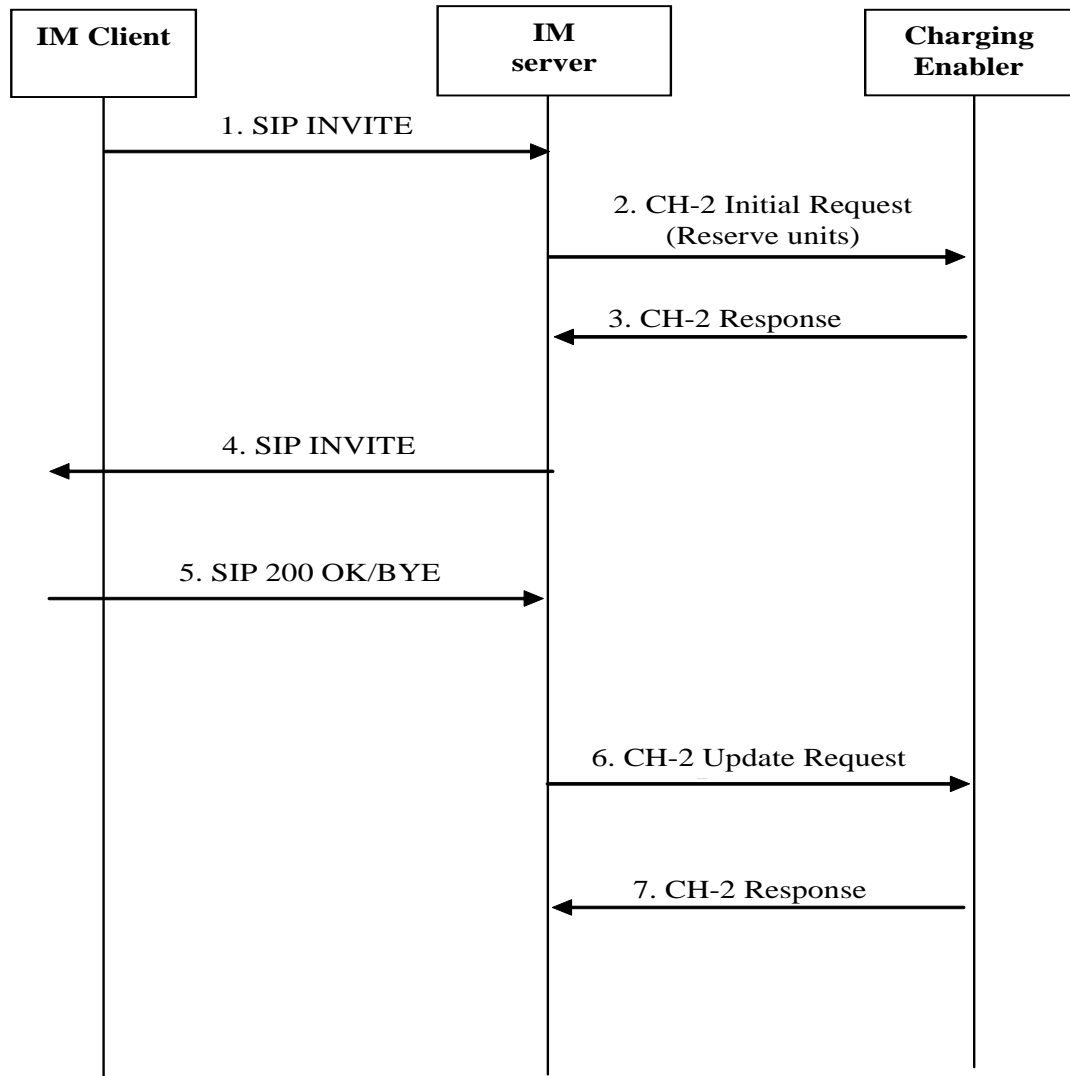 IM Client
IM
server
Charging
Enabler
1. SIP INVITE
2. CH-2 Initial Request
(Reserve units)
3. CH-2 Response
4. SIP INVITE
5. SIP 200 OK/BYE
6. CH-2 Update Request
7. CH-2 Response